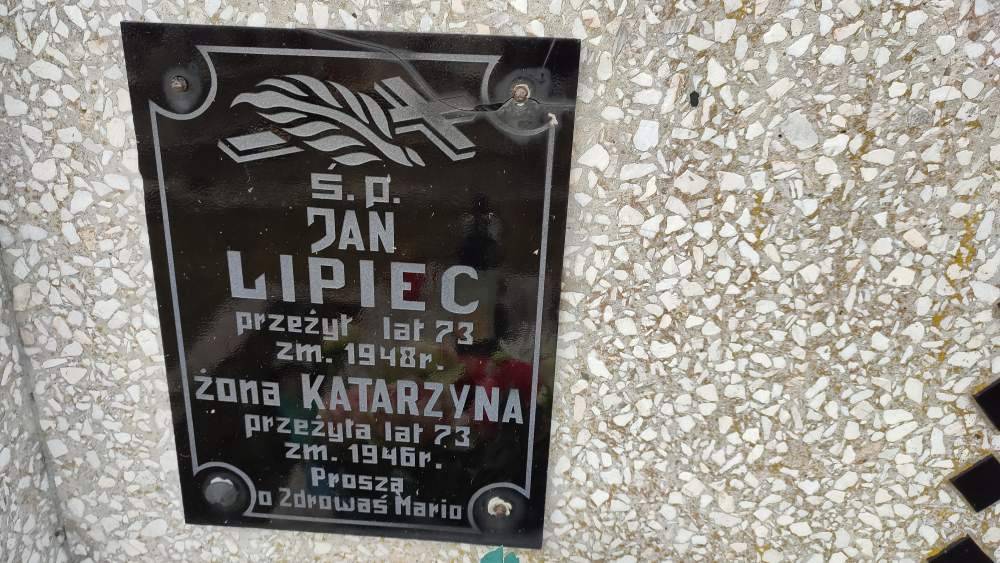 ś.p.
JAN
LIPIEC
przeżył lat 73
zm. 1948r.
żona KATARZYNA
przeżyła lat 73
zm. 1946r.
Proszą
o Zdrowaś Mario